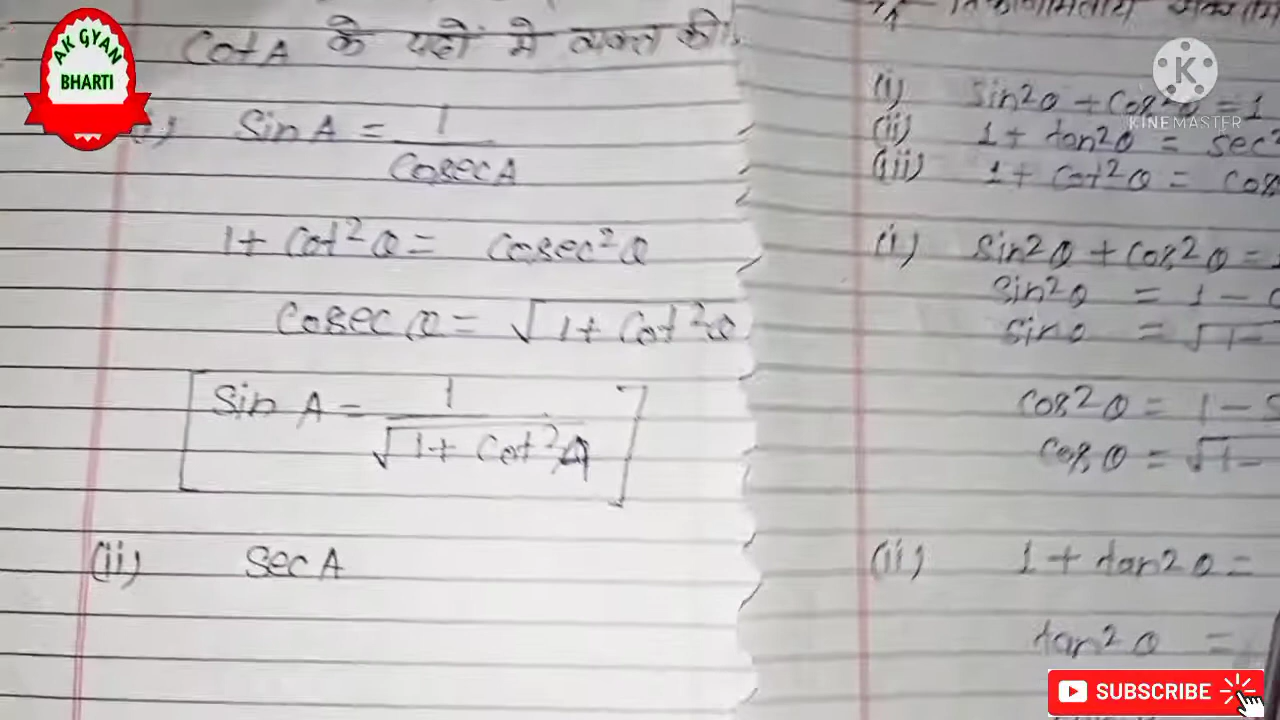 AK GYAN
BHARTI
Cot A के पदों मे व्यक्त की
sin A = 1/CosecA
1 + Cot²θ = Cosec²θ
Cosec θ = √1 + Cot²θ
sin A = 1/√1 + Cot²A
(ii) sec A
(i) sin²θ + Cos²θ = 1
(ii) 1 + tan²θ = sec²
(iii) 1 + Cot²θ = Cos
(i) sin²θ + Cos²θ =
sin²θ = 1 -
sinθ = √1-
cos²θ = 1 - S
Cos θ = √1-
(ii) 1 + tan²θ =
tan²θ =
K
KINEMASTER
SUBSCRIBE